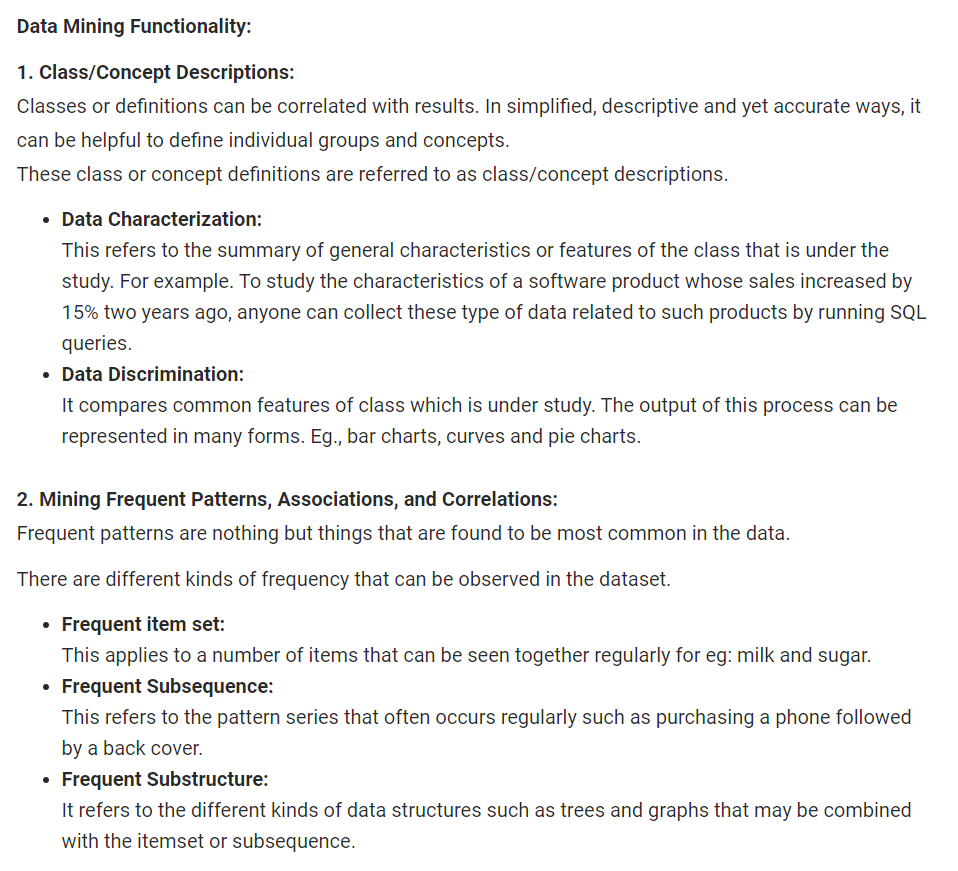 Data Mining Functionality:
1. Class/Concept Descriptions:
Classes or definitions can be correlated with results. In simplified, descriptive and yet accurate ways, it
can be helpful to define individual groups and concepts.
These class or concept definitions are referred to as class/concept descriptions.
• Data Characterization:
This refers to the summary of general characteristics or features of the class that is under the
study. For example. To study the characteristics of a software product whose sales increased by
15% two years ago, anyone can collect these type of data related to such products by running SQL
queries.
• Data Discrimination:
It compares common features of class which is under study. The output of this process can be
represented in many forms. Eg., bar charts, curves and pie charts.
2. Mining Frequent Patterns, Associations, and Correlations:
Frequent patterns are nothing but things that are found to be most common in the data.
There are different kinds of frequency that can be observed in the dataset.
• Frequent item set:
This applies to a number of items that can be seen together regularly for eg: milk and sugar.
• Frequent Subsequence:
This refers to the pattern series that often occurs regularly such as purchasing a phone followed
by a back cover.
• Frequent Substructure:
It refers to the different kinds of data structures such as trees and graphs that may be combined
with the itemset or subsequence.